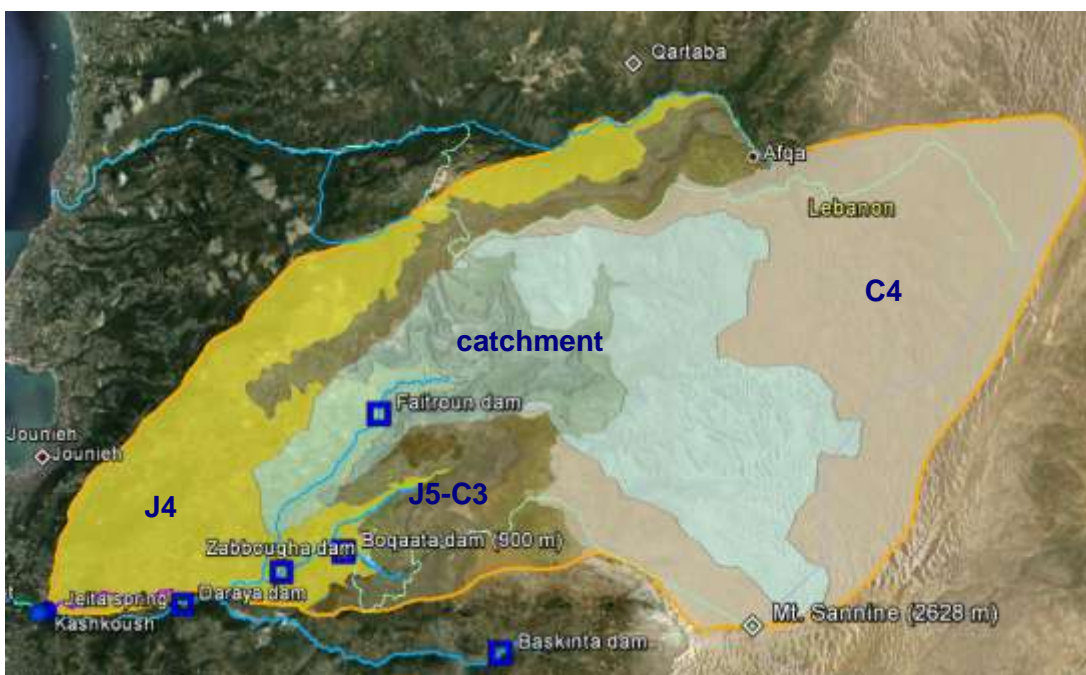 Qartaba
Afqa
Lebanon
C4
catchment
Faitroun dam
Jounieh
Jounieh
J5-C3
J4
Boqaata dam (900 m)
Zabbougha dam
Daraya dam
Jeita spring
Kashkoush
Mt. Sannine (2628 m)
Baskinta dam